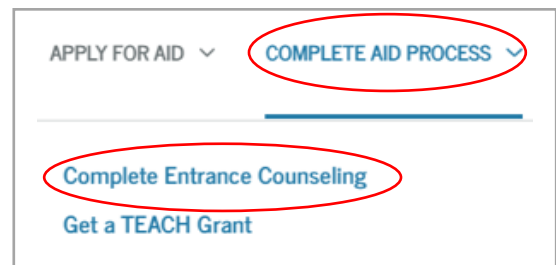 APPLY FOR AID COMPLETE AID PROCESS
Complete Entrance Counseling
Get a TEACH Grant